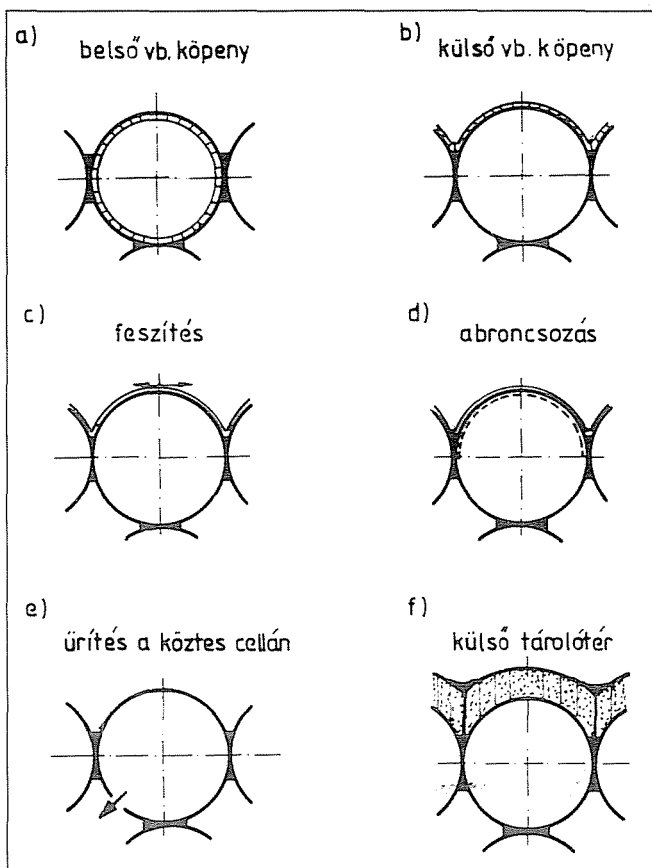 a)
belső vb. köpeny
b)
külső vb. köpeny
c)
feszítés
d)
abroncsozás
e)
ürítés a köztes cellán
f)
külső tárolótér